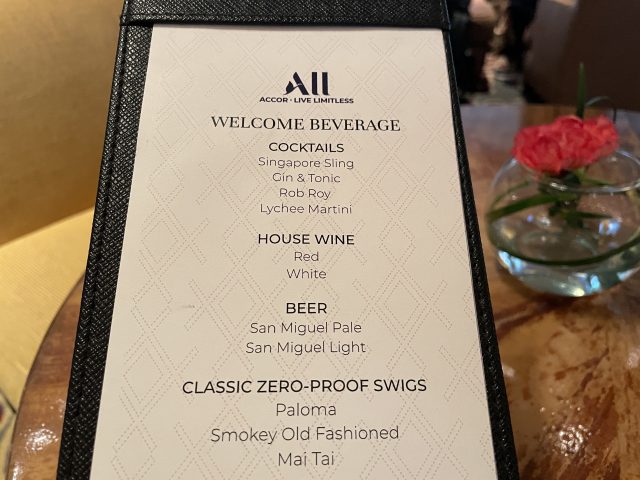 All
ACCOR · LIVE LIMITLESS
WELCOME BEVERAGE
COCKTAILS
Singapore Sling
Gin & Tonic
Rob Roy
Lychee Martini
HOUSE WINE
Red
White
BEER
San Miguel Pale
San Miguel Light
CLASSIC ZERO-PROOF SWIGS
Paloma
Smokey Old Fashioned
Mai Tai